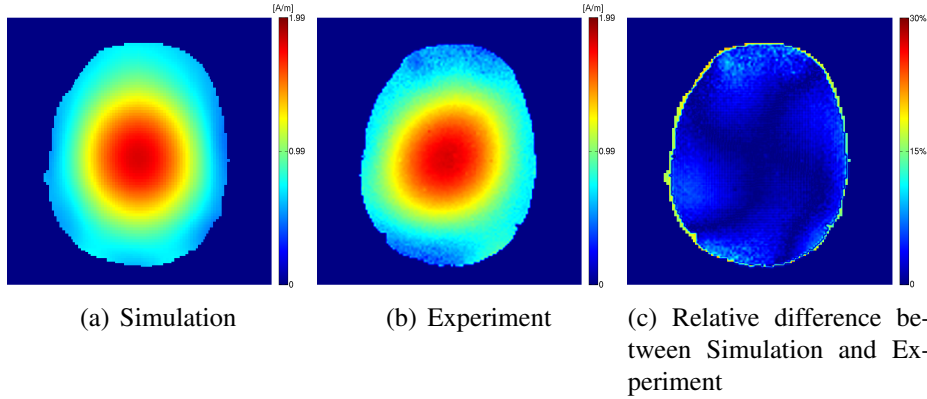 [A/m]
1.99
0.99
0
[A/m]
1.99
0.99
0
30%
15%
0
(a) Simulation
(b) Experiment
(c) Relative difference be-
tween Simulation and Ex-
periment